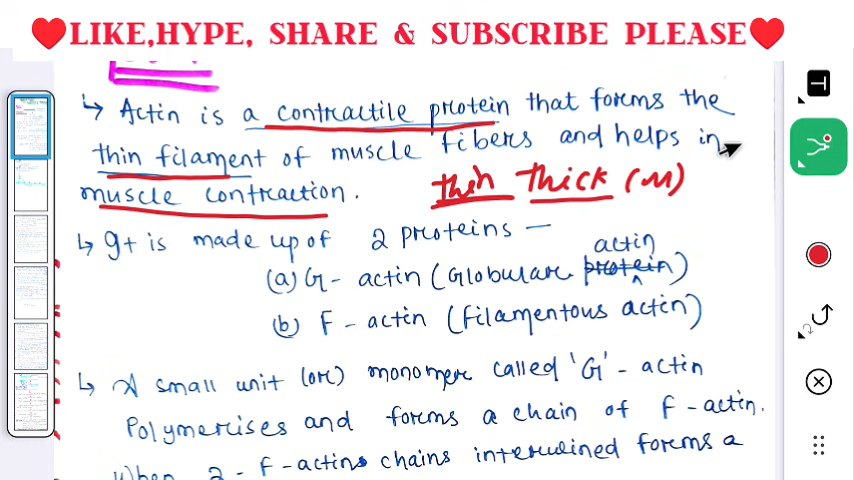 ♥LIKE,HYPE, SHARE & SUBSCRIBE PLEASE♥
↳ Actin is a contractile protein that forms the
thin filament of muscle fibers and helps in
muscle contraction. thin thick (M)
↳ It is made up of 2 proteins —
actin
(a) G- actin (Globular protein)
(b) F - actin (filamentous actin)
↳ A small unit (or) monomer called 'G' - actin
Polymerises and forms a chain of F-actin.
When 2 - F-actins chains intertwined forms a